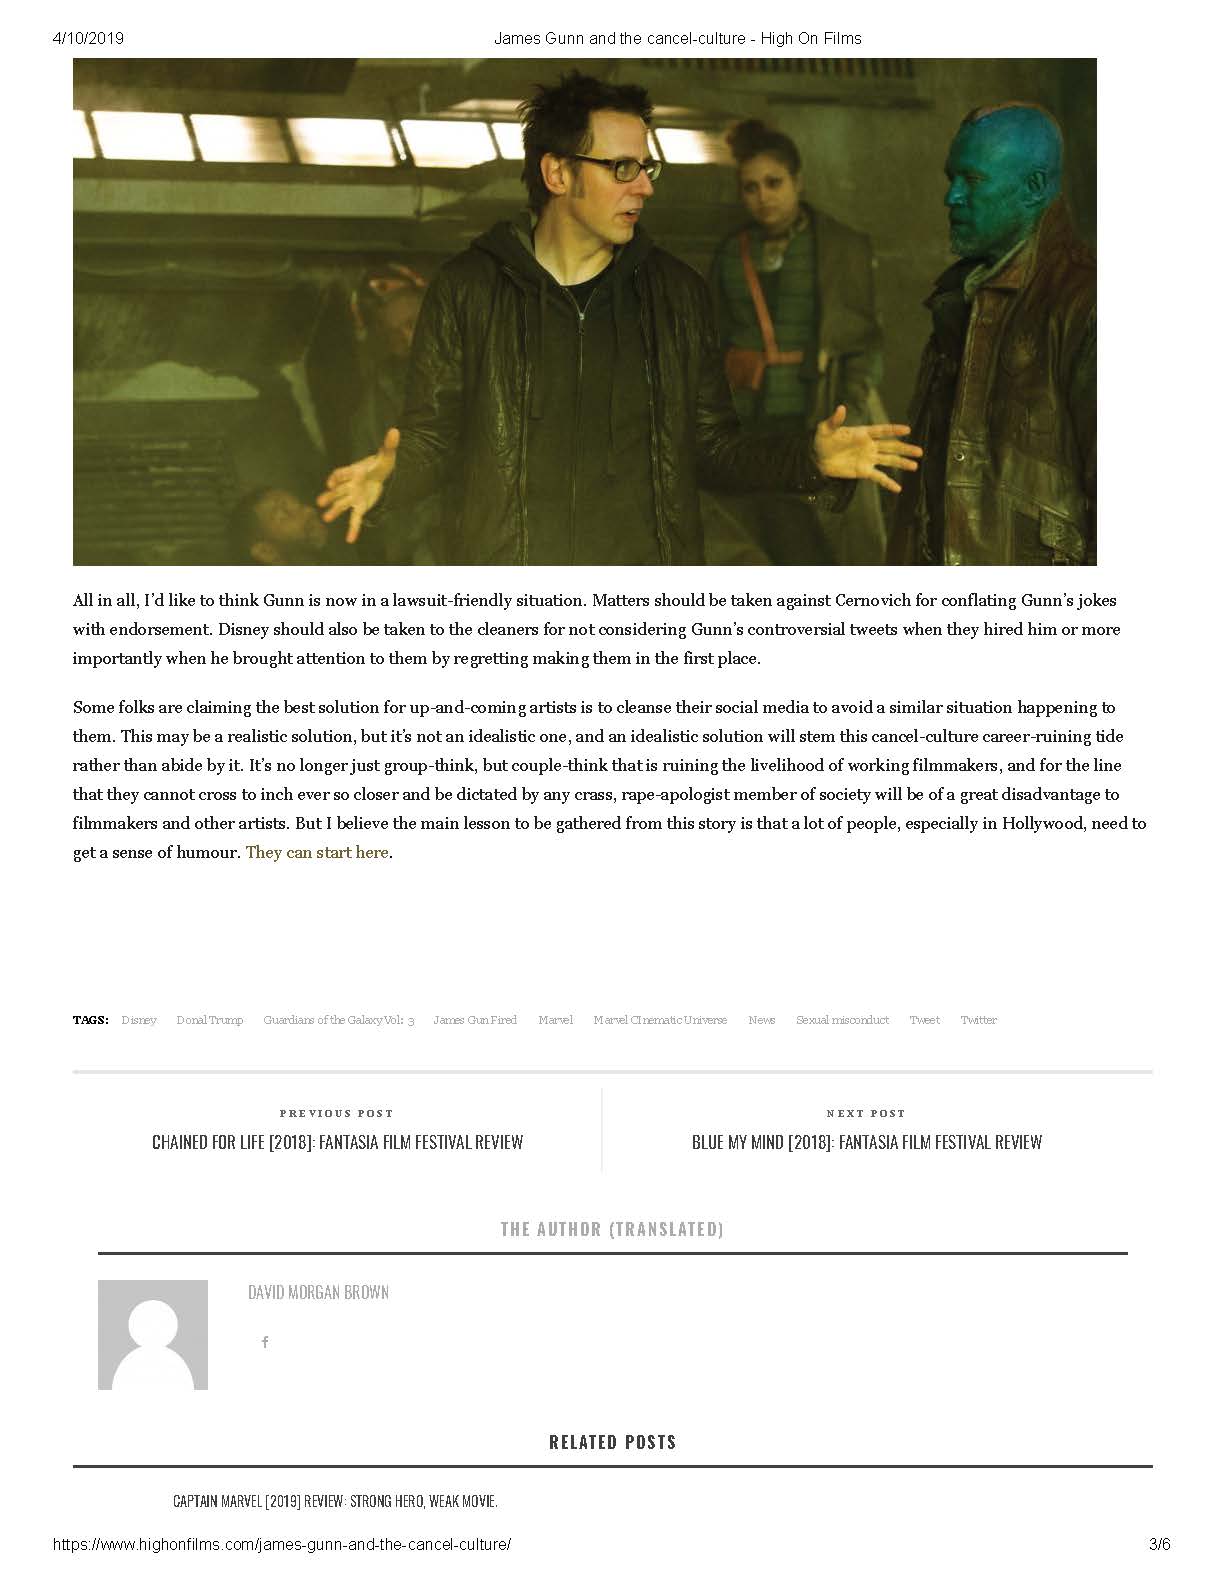 4/10/2019 James Gunn and the cancel-culture - High On Films
All in all, I’d like to think Gunn is now in a lawsuit-friendly situation. Matters should be taken against Cernovich for conflating Gunn’s jokes
with endorsement. Disney should also be taken to the cleaners for not considering Gunn’s controversial tweets when they hired him or more
importantly when he brought attention to them by regretting making them in the first place.
Some folks are claiming the best solution for up-and-coming artists is to cleanse their social media to avoid a similar situation happening to
them. This may be a realistic solution, but it’s not an idealistic one, and an idealistic solution will stem this cancel-culture career-ruining tide
rather than abide by it. It’s no longer just group-think, but couple-think that is ruining the livelihood of working filmmakers, and for the line
that they cannot cross to inch ever so closer and be dictated by any crass, rape-apologist member of society will be of a great disadvantage to
filmmakers and other artists. But I believe the main lesson to be gathered from this story is that a lot of people, especially in Hollywood, need to
get a sense of humour. They can start here.
TAGS: Disney Donal Trump Guardians of the Galaxy Vol: 3 James Gun Fired Marvel Marvel CInematic Universe News Sexual misconduct Tweet Twitter
PREVIOUS POST
CHAINED FOR LIFE [2018]: FANTASIA FILM FESTIVAL REVIEW
NEXT POST
BLUE MY MIND [2018]: FANTASIA FILM FESTIVAL REVIEW
THE AUTHOR (TRANSLATED)
DAVID MORGAN BROWN
RELATED POSTS
CAPTAIN MARVEL [2019] REVIEW: STRONG HERO, WEAK MOVIE.
https://www.highonfilms.com/james-gunn-and-the-cancel-culture/ 3/6